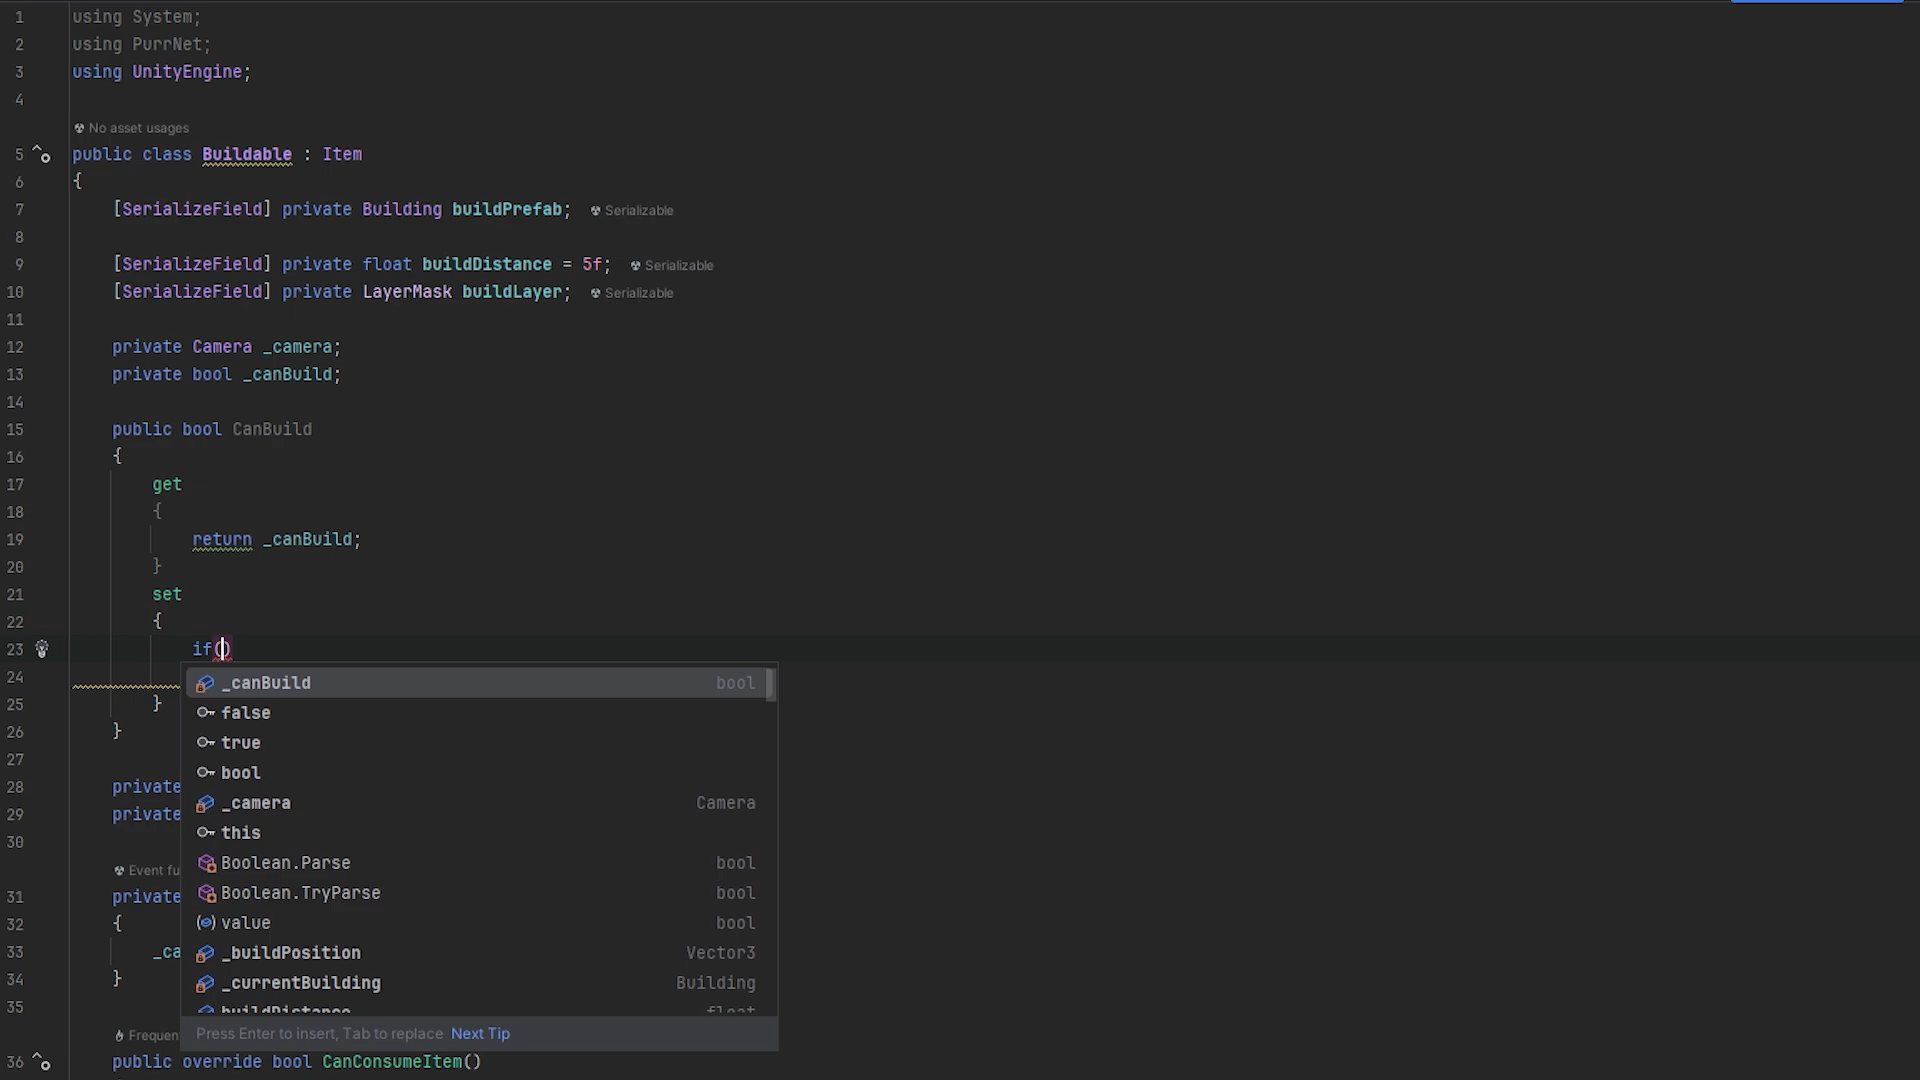 1 using System;
2 using PurrNet;
3 using UnityEngine;
4
No asset usages
5 public class Buildable : Item
6 {
7 [SerializeField] private Building buildPrefab; Serializable
8
9 [SerializeField] private float buildDistance = 5f; Serializable
10 [SerializeField] private LayerMask buildLayer; Serializable
11
12 private Camera _camera;
13 private bool _canBuild;
14
15 public bool CanBuild
16 {
17 get
18 {
19 return _canBuild;
20 }
21 set
22 {
23 if()
24
_canBuild bool
25 }
false
26 }
true
27
bool
28 private
_camera Camera
29 private
this
30
Boolean.Parse bool
Event fu
31 private
Boolean.TryParse bool
32 {
value bool
33 _ca
_buildPosition Vector3
34 }
_currentBuilding Building
35
buildDistance float
Frequen
Press Enter to insert, Tab to replace Next Tip
36 public override bool CanConsumeItem()